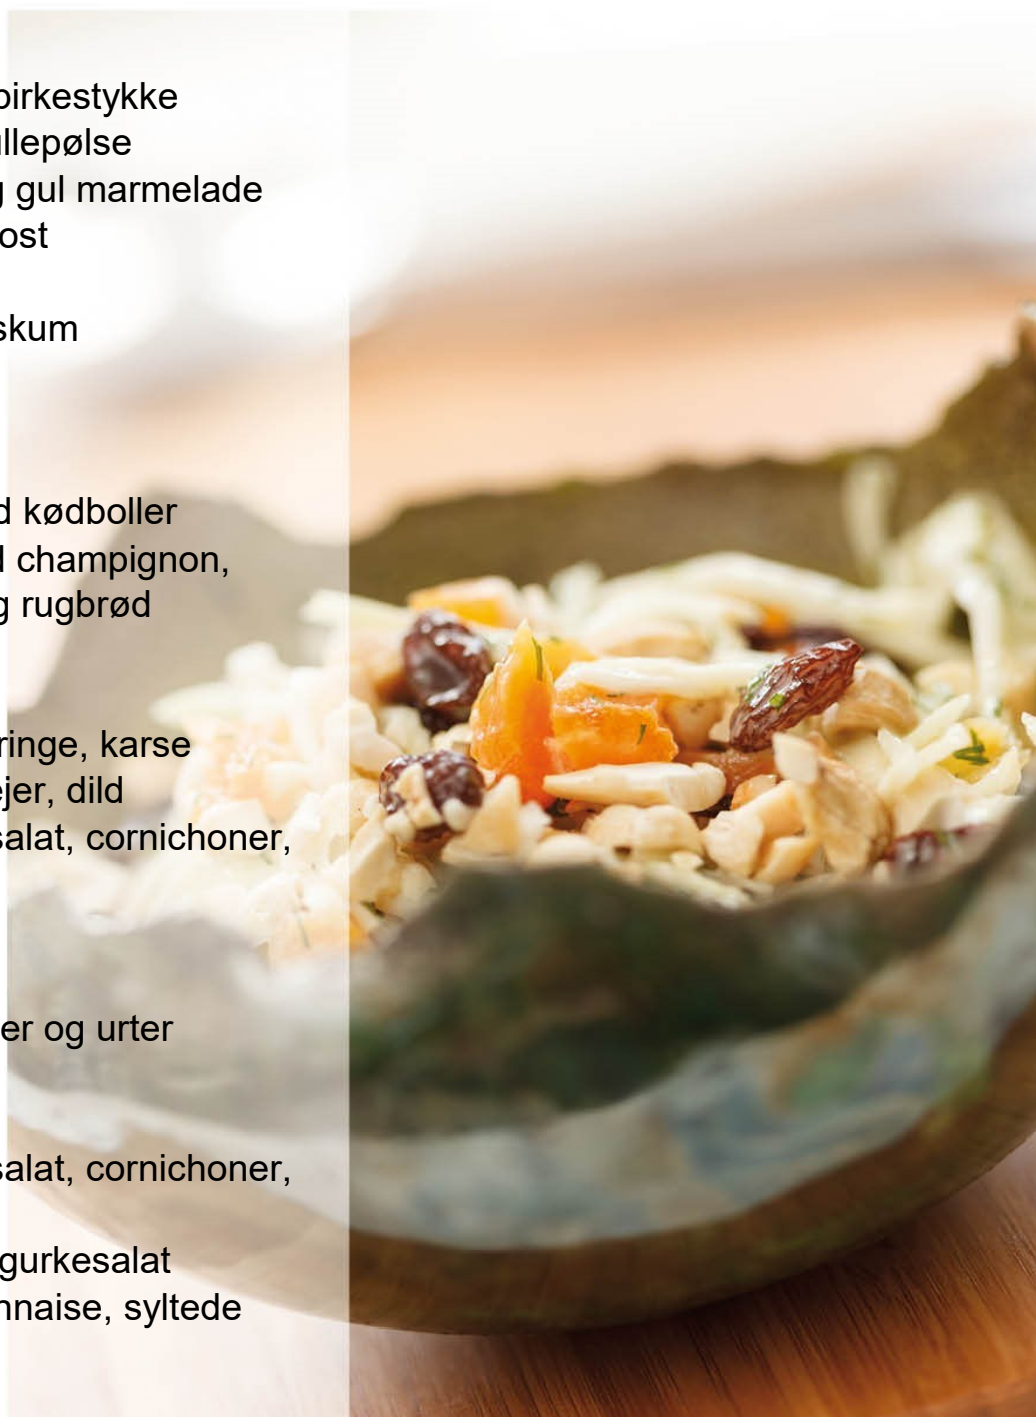 birkestykke
llepølse
gul marmelade
ost
skum
kødboller
champignon,
rugbrød
ringe, karse
ejer, dild
salat, cornichoner,
er og urter
salat, cornichoner,
gurkesalat
nnaise, syltede